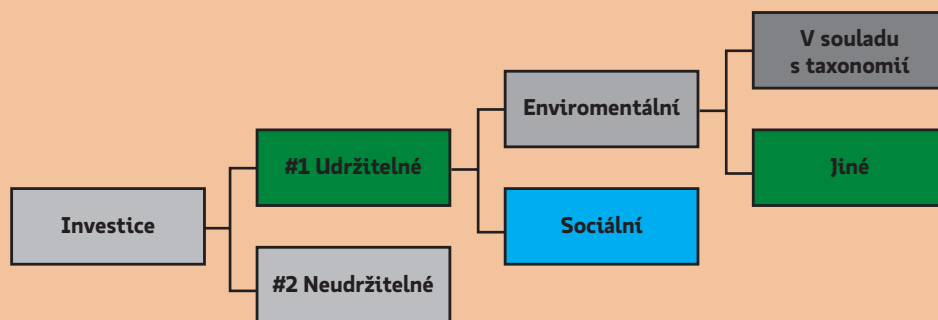 V souladu
s taxonomií
Enviromentální
#1 Udržitelné
Jiné
Investice
Sociální
#2 Neudržitelné